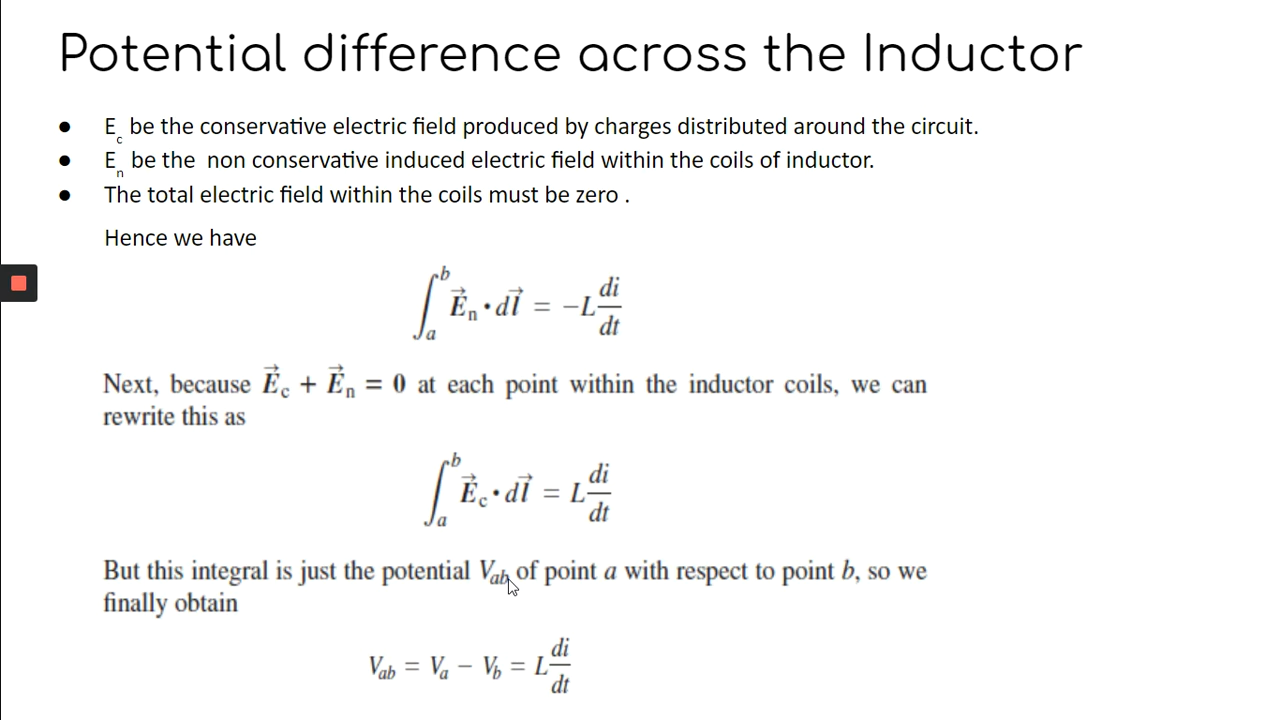 Potential difference across the Inductor
● E_c be the conservative electric field produced by charges distributed around the circuit.
● E_n be the non conservative induced electric field within the coils of inductor.
● The total electric field within the coils must be zero .
Hence we have
∫_a^b E⃗_n · dl⃗ = −L di/dt
Next, because E⃗_c + E⃗_n = 0 at each point within the inductor coils, we can
rewrite this as
∫_a^b E⃗_c · dl⃗ = L di/dt
But this integral is just the potential V_ab of point a with respect to point b, so we
finally obtain
V_ab = V_a − V_b = L di/dt